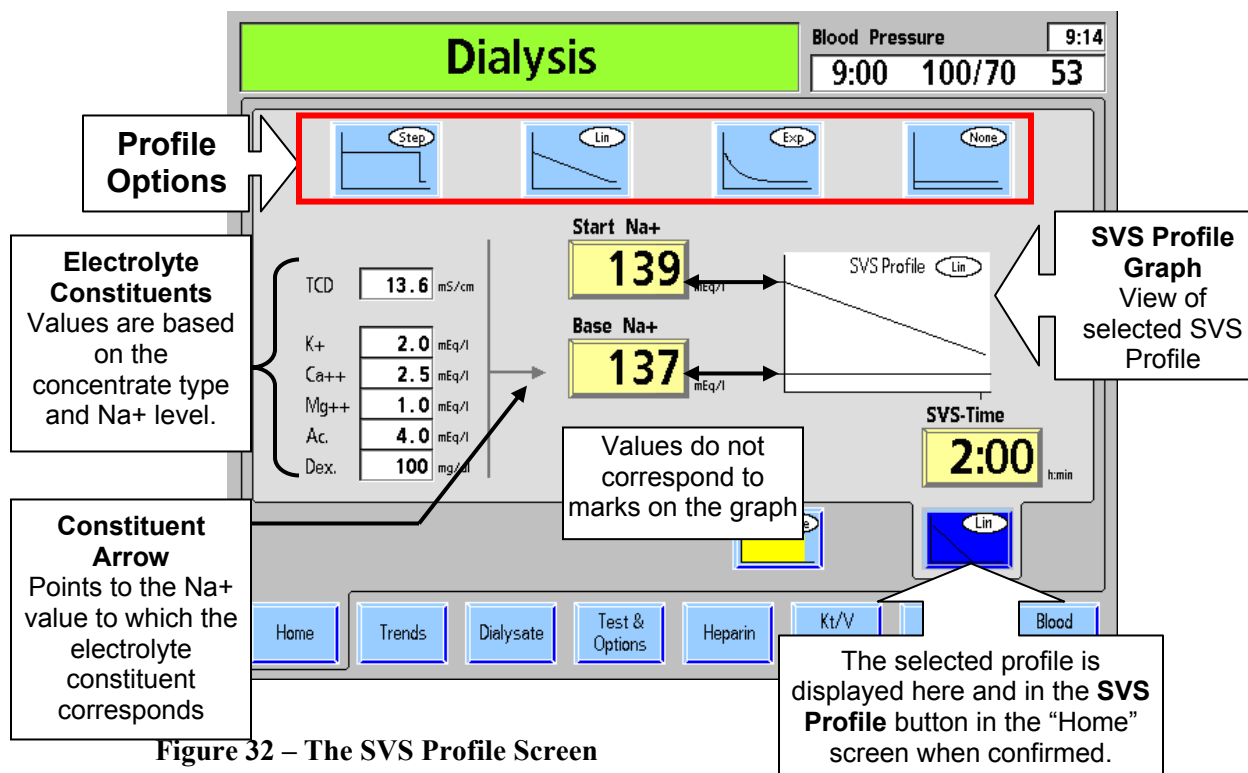 Dialysis
Blood Pressure
9:14
9:00 100/70 53
Profile
Options
Step
Lin
Exp
None
Electrolyte
Constituents
Values are based
on the
concentrate type
and Na+ level.
TCD 13.6 mS/cm
K+ 2.0 mEq/l
Ca++ 2.5 mEq/l
Mg++ 1.0 mEq/l
Ac. 4.0 mEq/l
Dex. 100 mg/dl
Start Na+
139
mEq/l
Base Na+
137
mEq/l
SVS Profile Lin
SVS Profile
Graph
View of
selected SVS
Profile
SVS-Time
2:00 h:min
Values do not
correspond to
marks on the graph
Constituent
Arrow
Points to the Na+
value to which the
electrolyte
constituent
corresponds
Lin
Home
Trends
Dialysate
Test &
Options
Heparin
Kt/V
Blood
The selected profile is
displayed here and in the SVS
Profile button in the “Home”
screen when confirmed.
Figure 32 – The SVS Profile Screen